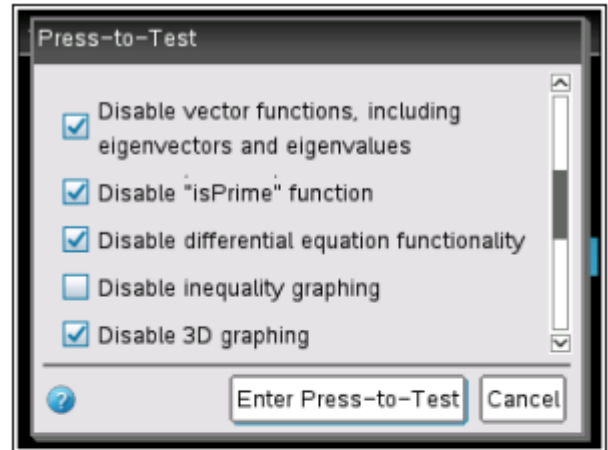 Press-to-Test
Disable vector functions, including
eigenvectors and eigenvalues
Disable "isPrime" function
Disable differential equation functionality
Disable inequality graphing
Disable 3D graphing
Enter Press-to-Test
Cancel